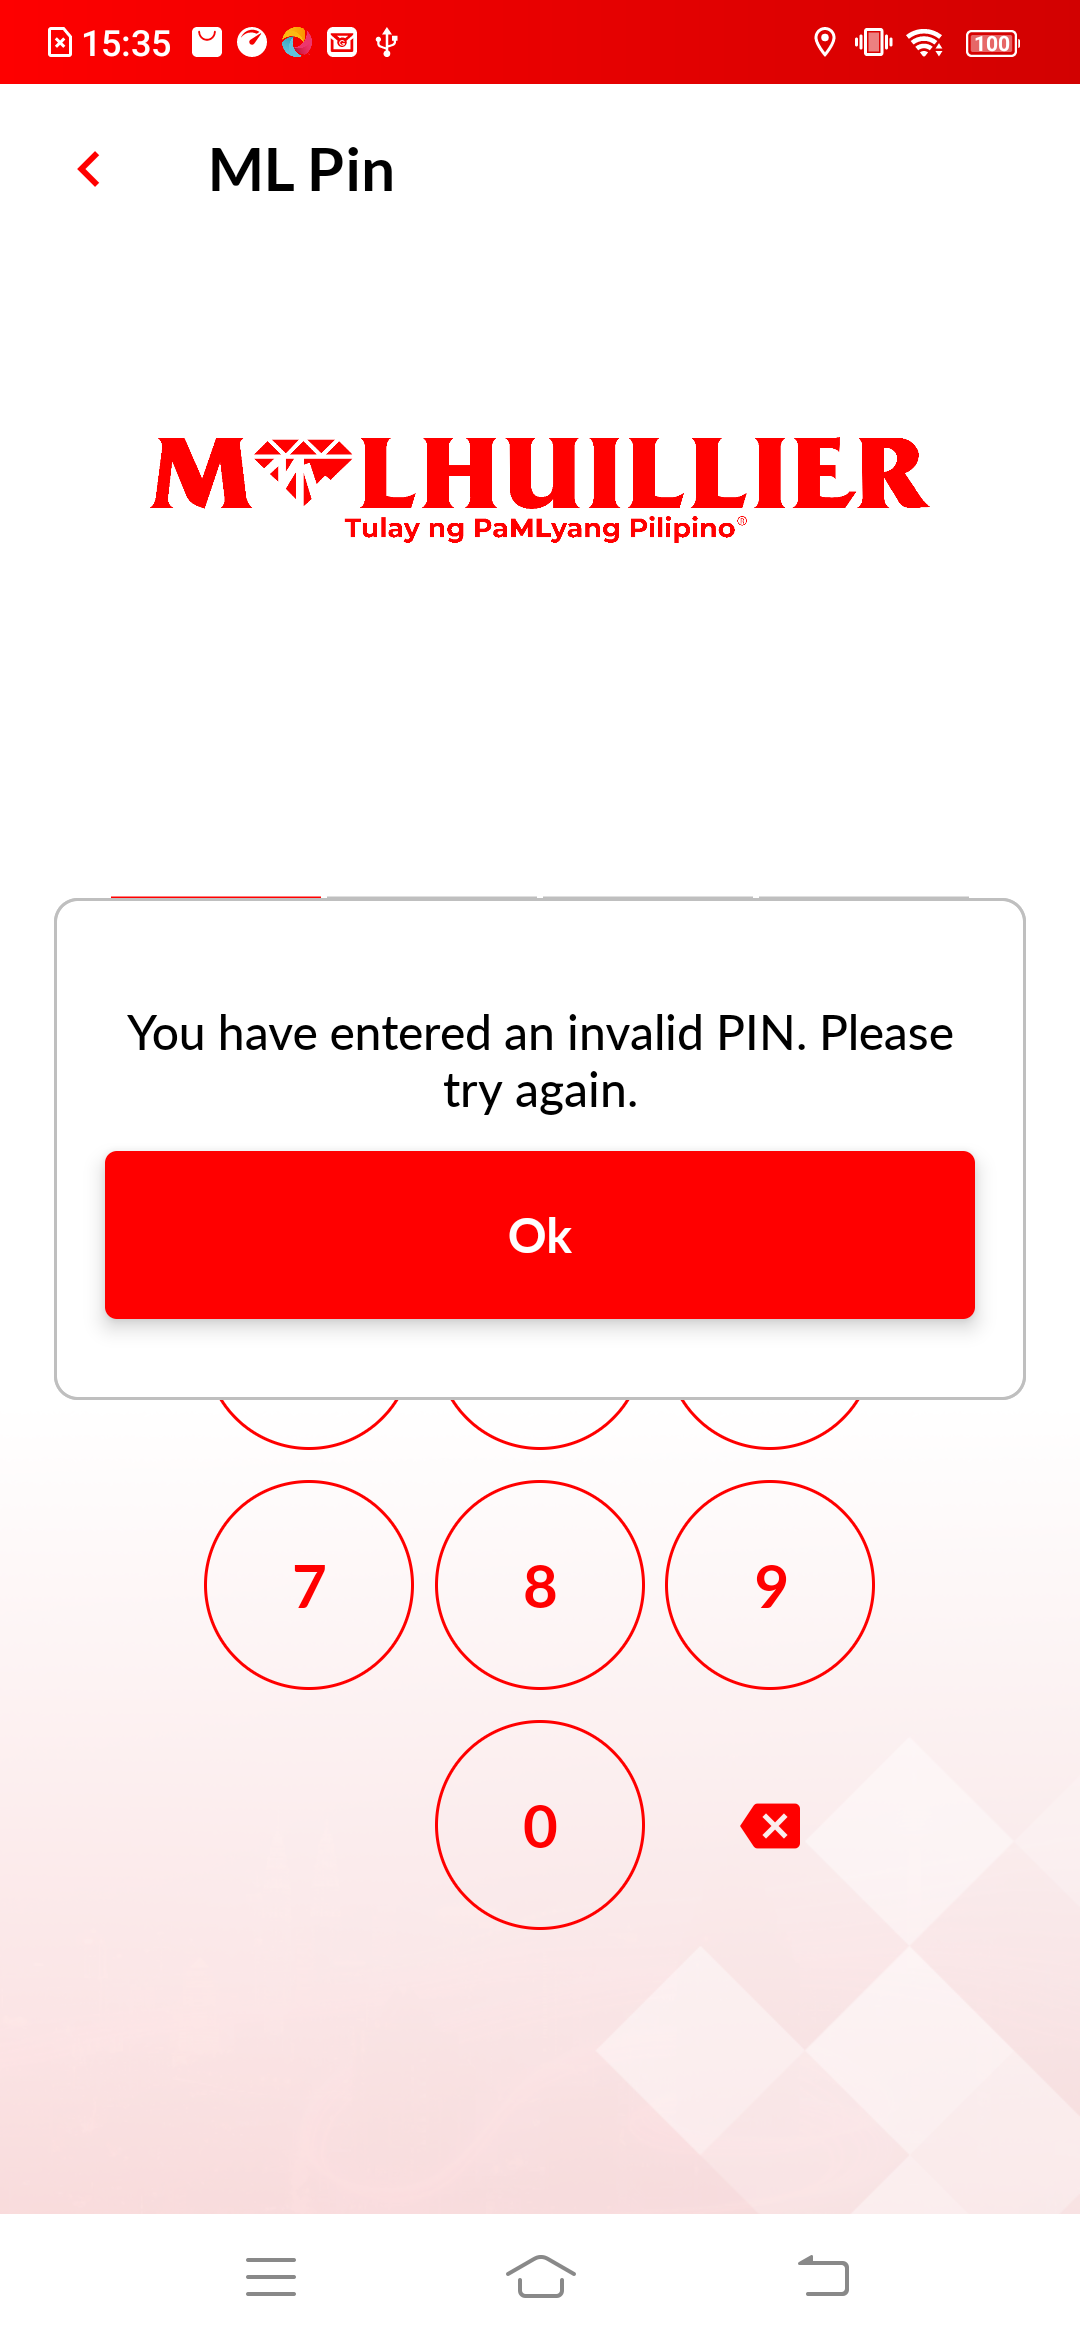 15:35
100
ML Pin
M LHUILLIER
Tulay ng PaMLyang Pilipino®
You have entered an invalid PIN. Please
try again.
Ok
7 8 9
0